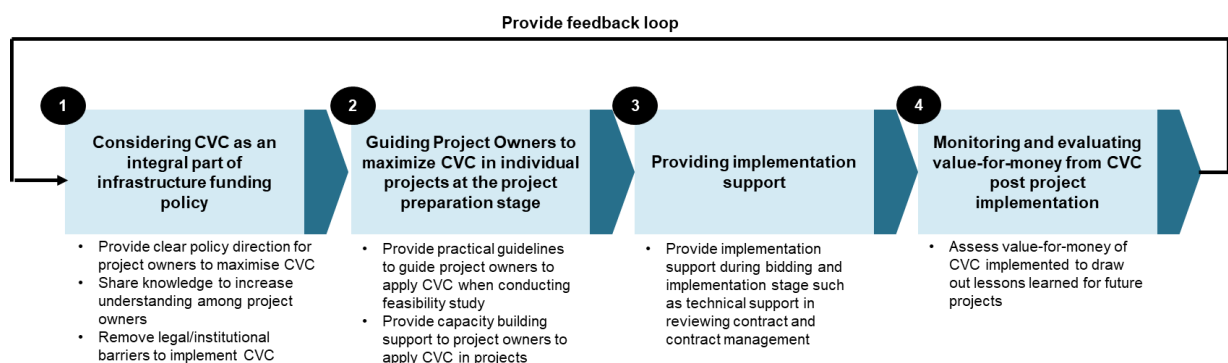 Provide feedback loop
1
Considering CVC as an
integral part of
infrastructure funding
policy
• Provide clear policy direction for
project owners to maximise CVC
• Share knowledge to increase
understanding among project
owners
• Remove legal/institutional
barriers to implement CVC
2
Guiding Project Owners to
maximize CVC in individual
projects at the project
preparation stage
• Provide practical guidelines
to guide project owners to
apply CVC when conducting
feasibility study
• Provide capacity building
support to project owners to
apply CVC in projects
3
Providing implementation
support
• Provide implementation
support during bidding and
implementation stage such
as technical support in
reviewing contract and
contract management
4
Monitoring and evaluating
value-for-money from CVC
post project
implementation
• Assess value-for-money of
CVC implemented to draw
out lessons learned for future
projects